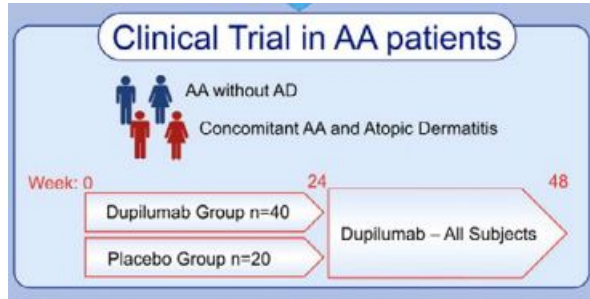 Clinical Trial in AA patients
AA without AD
Concomitant AA and Atopic Dermatitis
Week: 0
24
48
Dupilumab Group n=40
Dupilumab – All Subjects
Placebo Group n=20